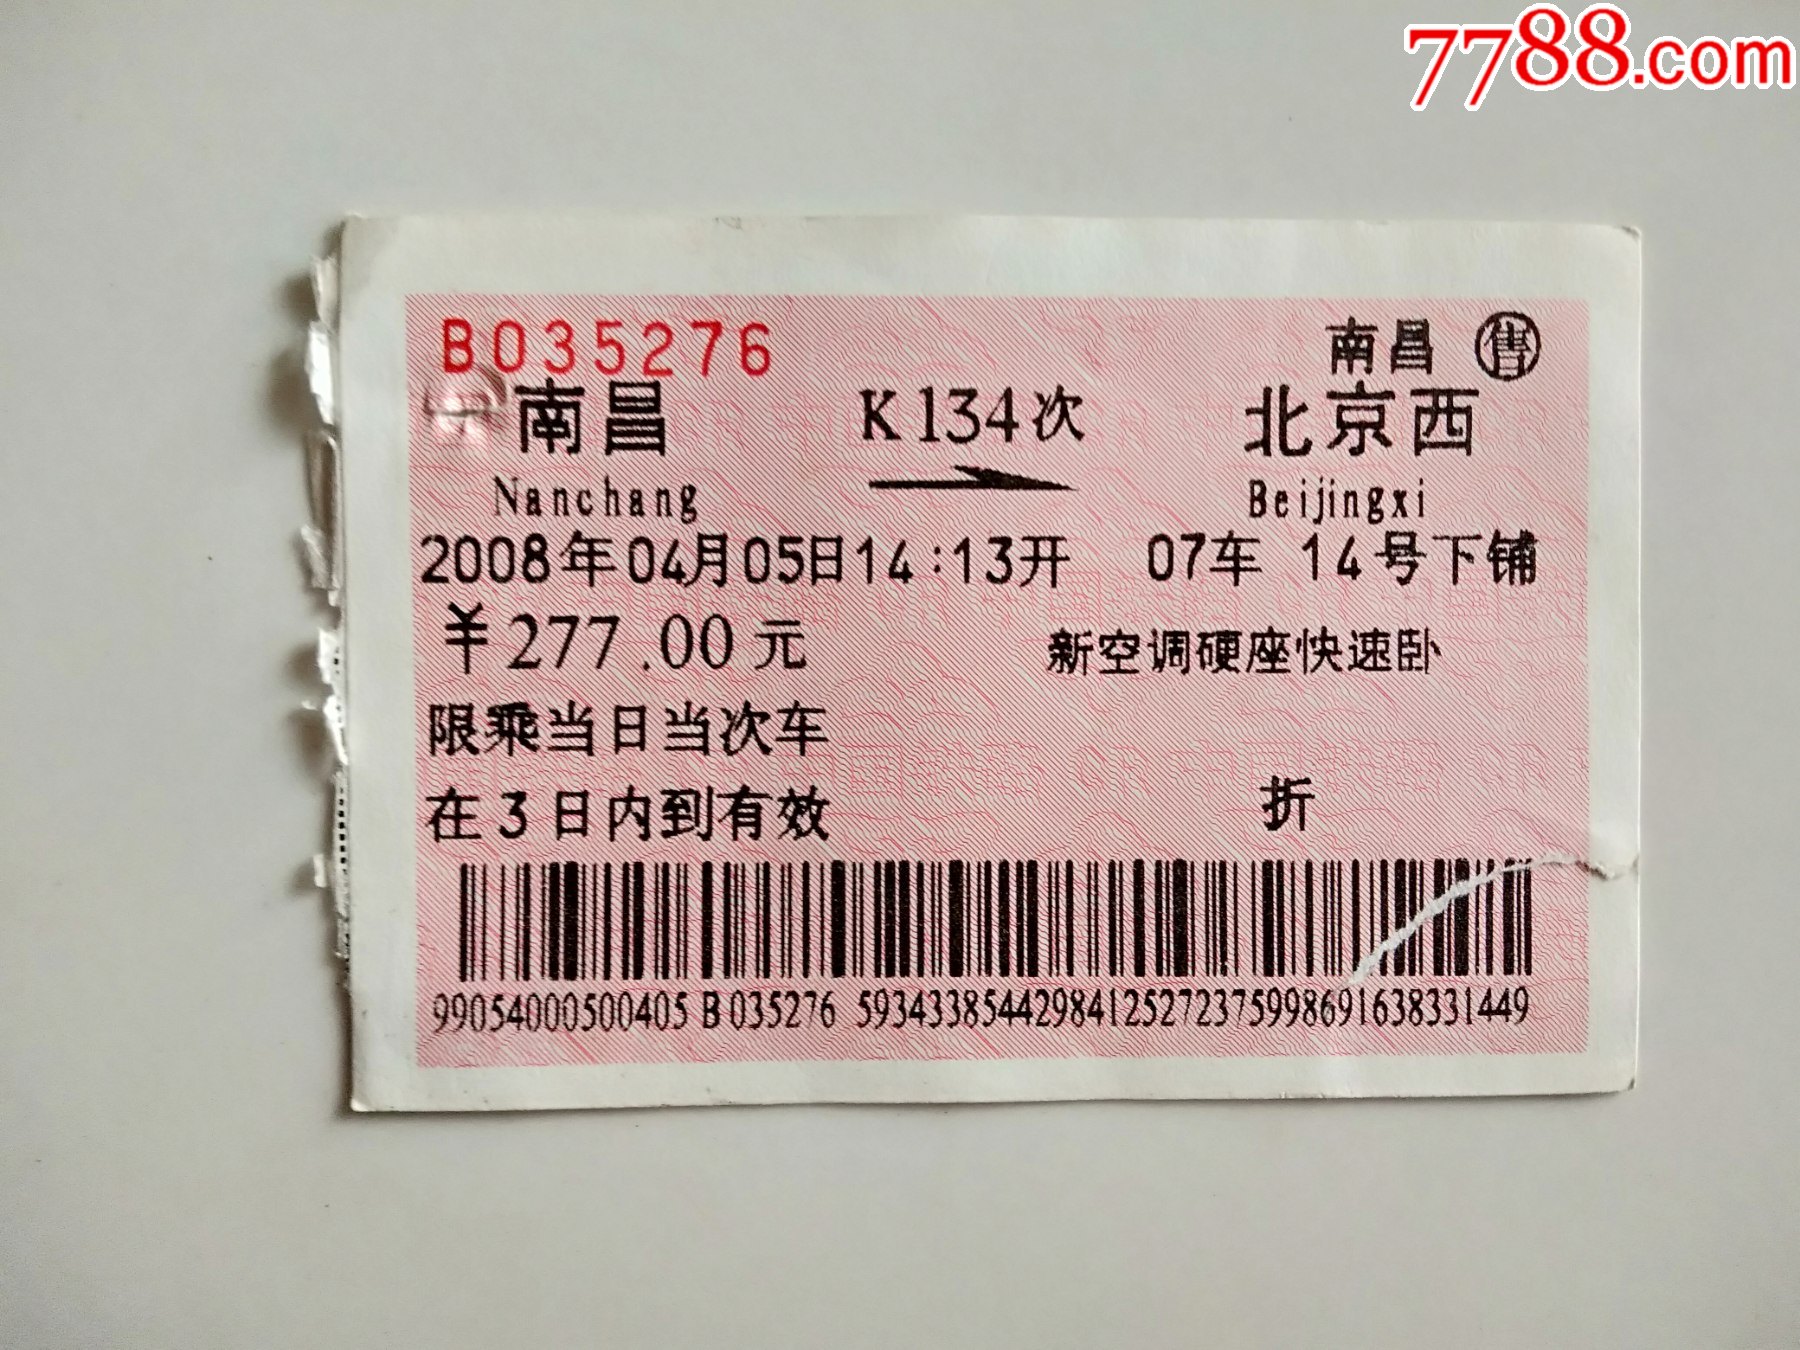 7788.com
B035276
南昌 售
南昌 K134次 北京西
Nanchang Beijingxi
2008年04月05日14:13开 07车 14号下铺
￥277.00元 新空调硬座快速卧
限乘当日当次车
在3日内到有效 折
99054000500405 B035276 59343385442984125272375998691638331449